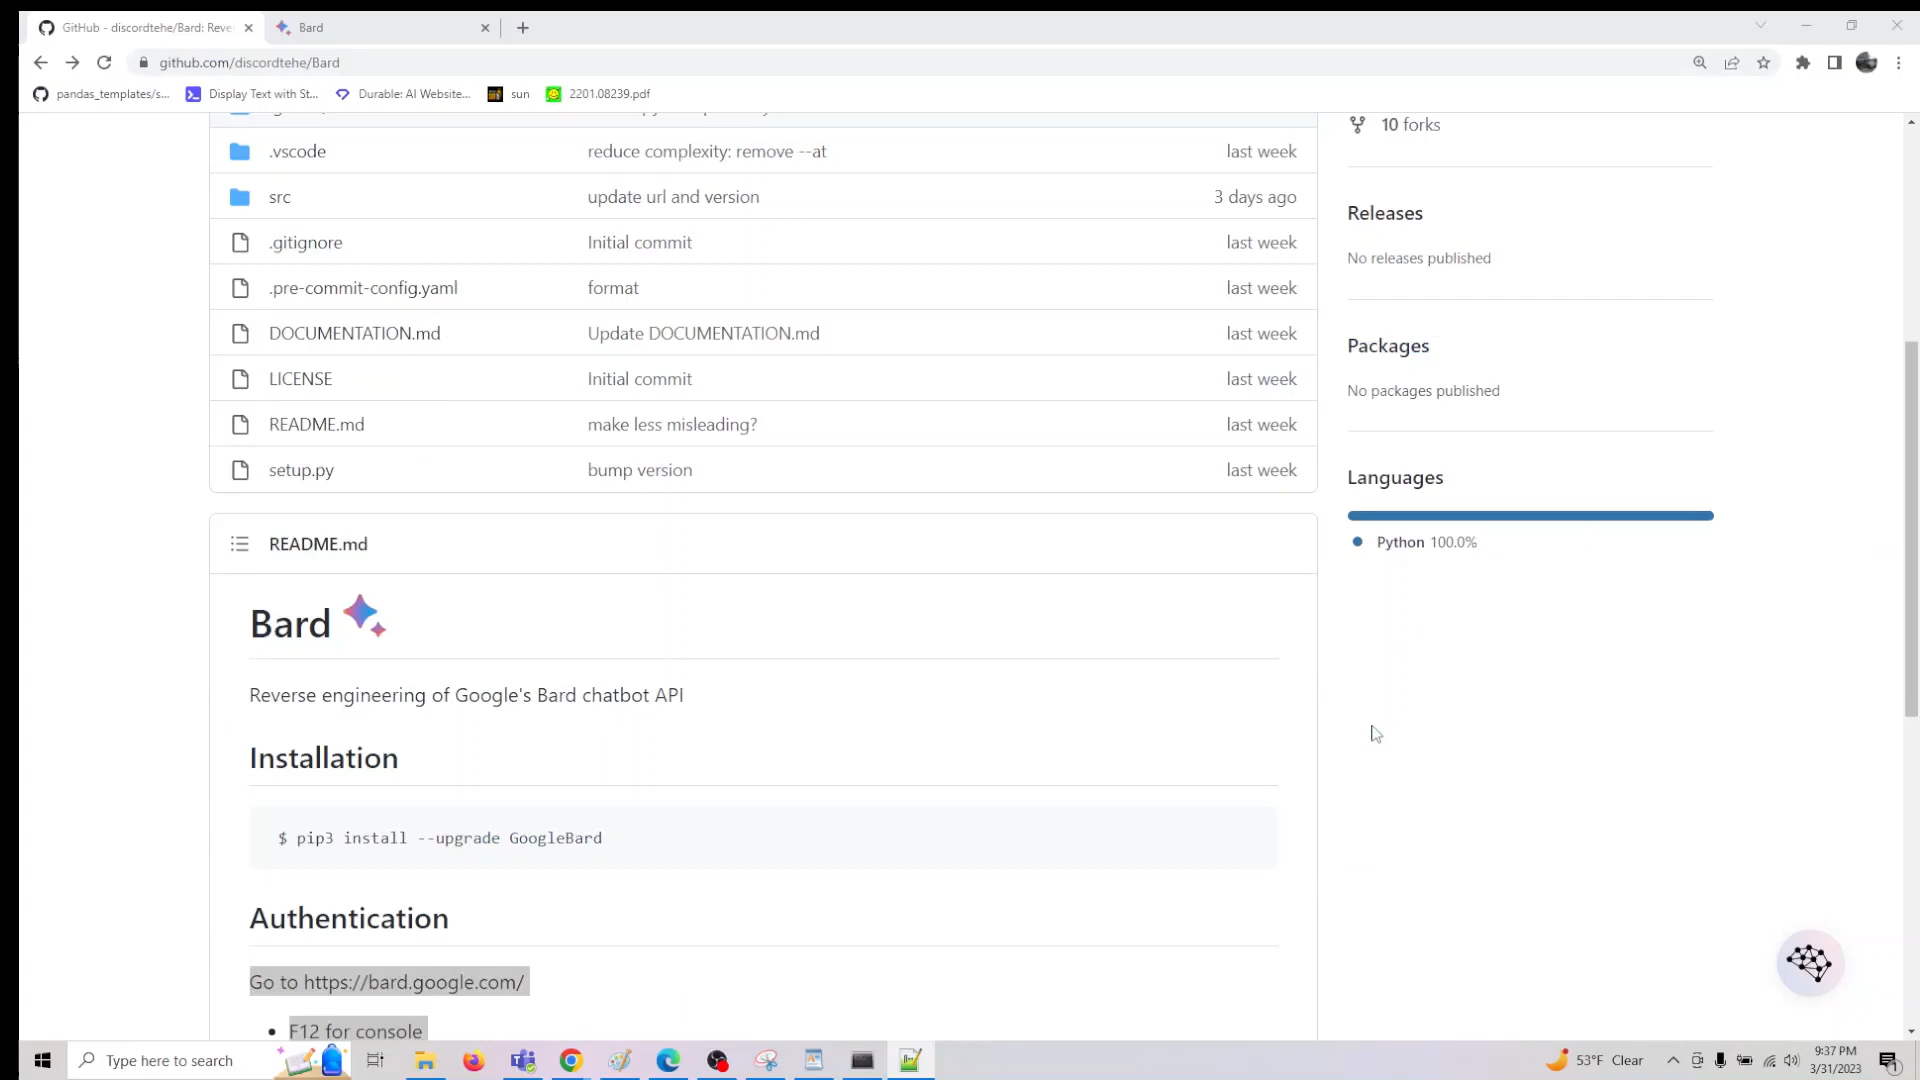 GitHub - discordtehe/Bard: Reve
Bard
github.com/discordtehe/Bard
pandas_templates/s...
Display Text with St...
Durable: AI Website...
sun
2201.08239.pdf
10 forks
.vscode
reduce complexity: remove --at
last week
src
update url and version
3 days ago
Releases
.gitignore
Initial commit
last week
No releases published
.pre-commit-config.yaml
format
last week
DOCUMENTATION.md
Update DOCUMENTATION.md
last week
Packages
LICENSE
Initial commit
last week
No packages published
README.md
make less misleading?
last week
setup.py
bump version
last week
Languages
Python 100.0%
README.md
Bard
Reverse engineering of Google's Bard chatbot API
Installation
$ pip3 install --upgrade GoogleBard
Authentication
Go to https://bard.google.com/
F12 for console
Type here to search
53°F Clear
9:37 PM
3/31/2023
1